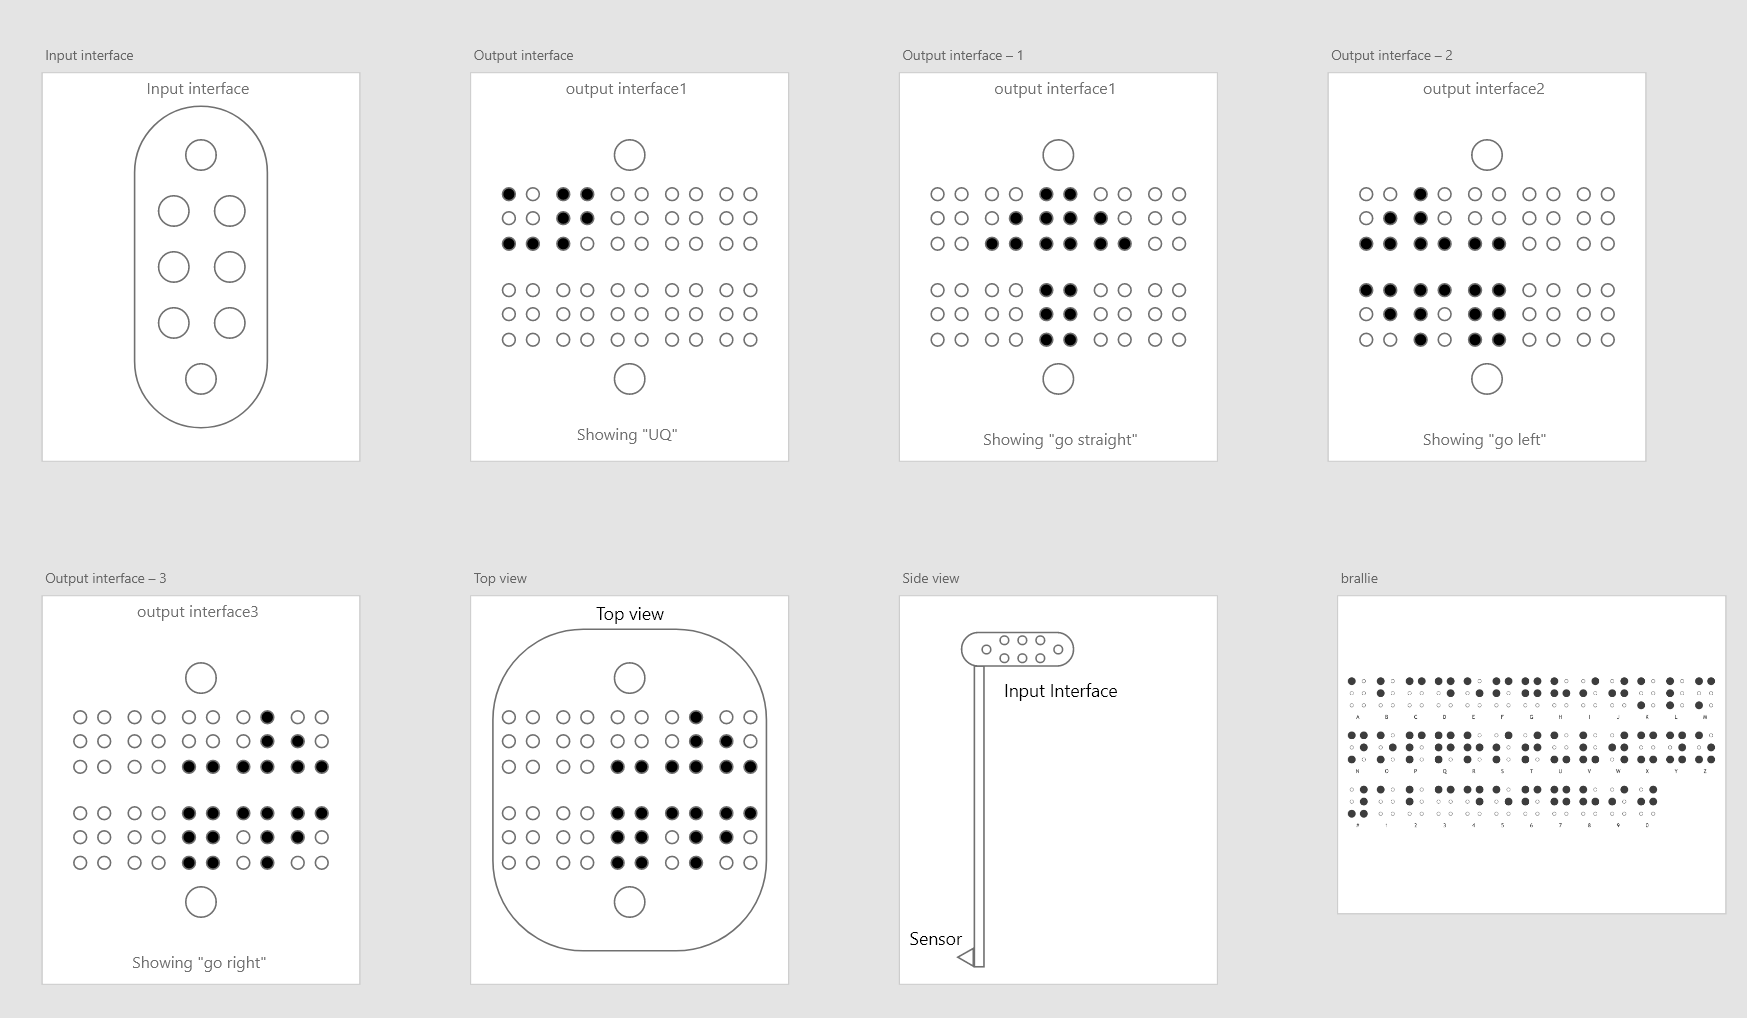 Input interface
Input interface
Output interface
output interface1
Showing "UQ"
Output interface – 1
output interface1
Showing "go straight"
Output interface – 2
output interface2
Showing "go left"
Output interface – 3
output interface3
Showing "go right"
Top view
Top view
Side view
Input Interface
Sensor
brallie
A B C D E F G H I J K L M
N O P Q R S T U V W X Y Z
# 1 2 3 4 5 6 7 8 9 0